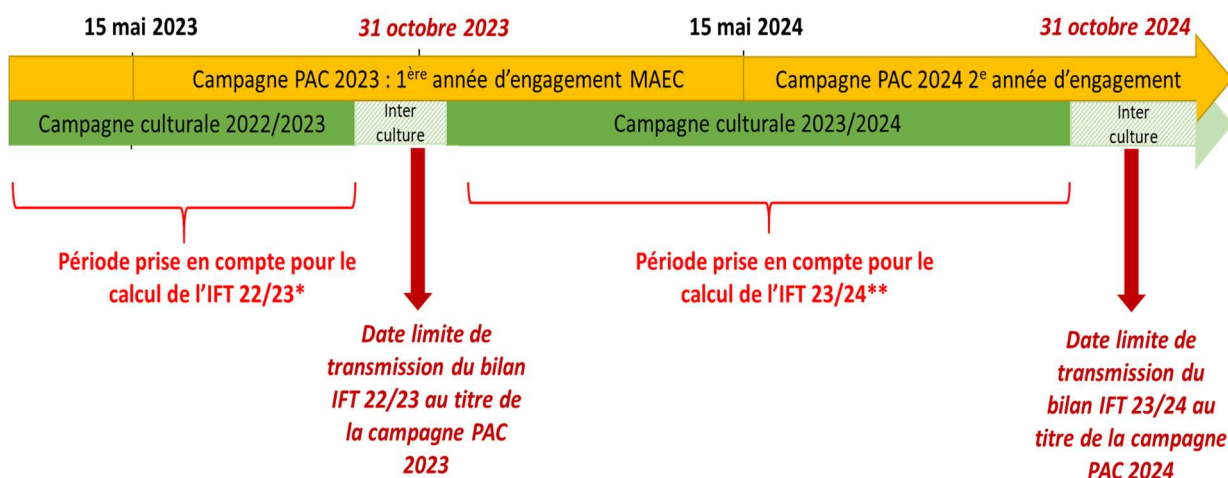 15 mai 2023
31 octobre 2023
15 mai 2024
31 octobre 2024
Campagne PAC 2023 : 1ère année d’engagement MAEC
Campagne PAC 2024 2e année d’engagement
Campagne culturale 2022/2023
Inter
culture
Campagne culturale 2023/2024
Inter
culture
Période prise en compte pour le
calcul de l’IFT 22/23*
Période prise en compte pour le
calcul de l’IFT 23/24**
Date limite de
transmission du bilan
IFT 22/23 au titre de
la campagne PAC
2023
Date limite de
transmission du
bilan IFT 23/24 au
titre de la campagne
PAC 2024